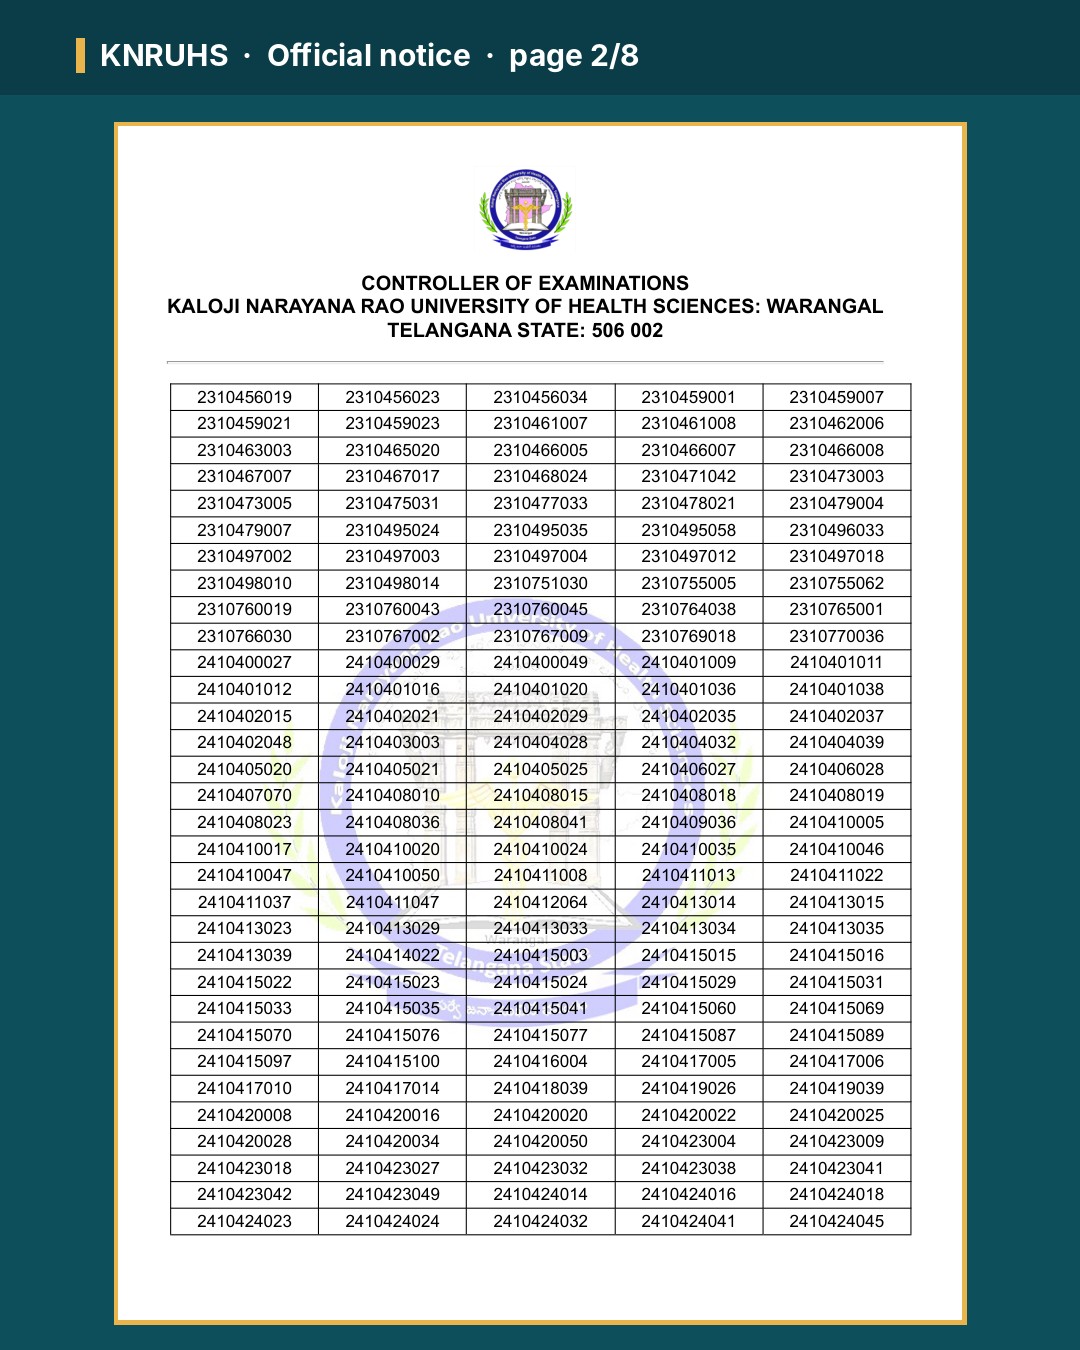 KNRUHS · Official notice · page 2/8
CONTROLLER OF EXAMINATIONS
KALOJI NARAYANA RAO UNIVERSITY OF HEALTH SCIENCES: WARANGAL
TELANGANA STATE: 506 002
2310456019 2310456023 2310456034 2310459001 2310459007
2310459021 2310459023 2310461007 2310461008 2310462006
2310463003 2310465020 2310466005 2310466007 2310466008
2310467007 2310467017 2310468024 2310471042 2310473003
2310473005 2310475031 2310477033 2310478021 2310479004
2310479007 2310495024 2310495035 2310495058 2310496033
2310497002 2310497003 2310497004 2310497012 2310497018
2310498010 2310498014 2310751030 2310755005 2310755062
2310760019 2310760043 2310760045 2310764038 2310765001
2310766030 2310767002 2310767009 2310769018 2310770036
2410400027 2410400029 2410400049 2410401009 2410401011
2410401012 2410401016 2410401020 2410401036 2410401038
2410402015 2410402021 2410402029 2410402035 2410402037
2410402048 2410403003 2410404028 2410404032 2410404039
2410405020 2410405021 2410405025 2410406027 2410406028
2410407070 2410408010 2410408015 2410408018 2410408019
2410408023 2410408036 2410408041 2410409036 2410410005
2410410017 2410410020 2410410024 2410410035 2410410046
2410410047 2410410050 2410411008 2410411013 2410411022
2410411037 2410411047 2410412064 2410413014 2410413015
2410413023 2410413029 2410413033 2410413034 2410413035
2410413039 2410414022 2410415003 2410415015 2410415016
2410415022 2410415023 2410415024 2410415029 2410415031
2410415033 2410415035 2410415041 2410415060 2410415069
2410415070 2410415076 2410415077 2410415087 2410415089
2410415097 2410415100 2410416004 2410417005 2410417006
2410417010 2410417014 2410418039 2410419026 2410419039
2410420008 2410420016 2410420020 2410420022 2410420025
2410420028 2410420034 2410420050 2410423004 2410423009
2410423018 2410423027 2410423032 2410423038 2410423041
2410423042 2410423049 2410424014 2410424016 2410424018
2410424023 2410424024 2410424032 2410424041 2410424045
Warangal
Telangana State